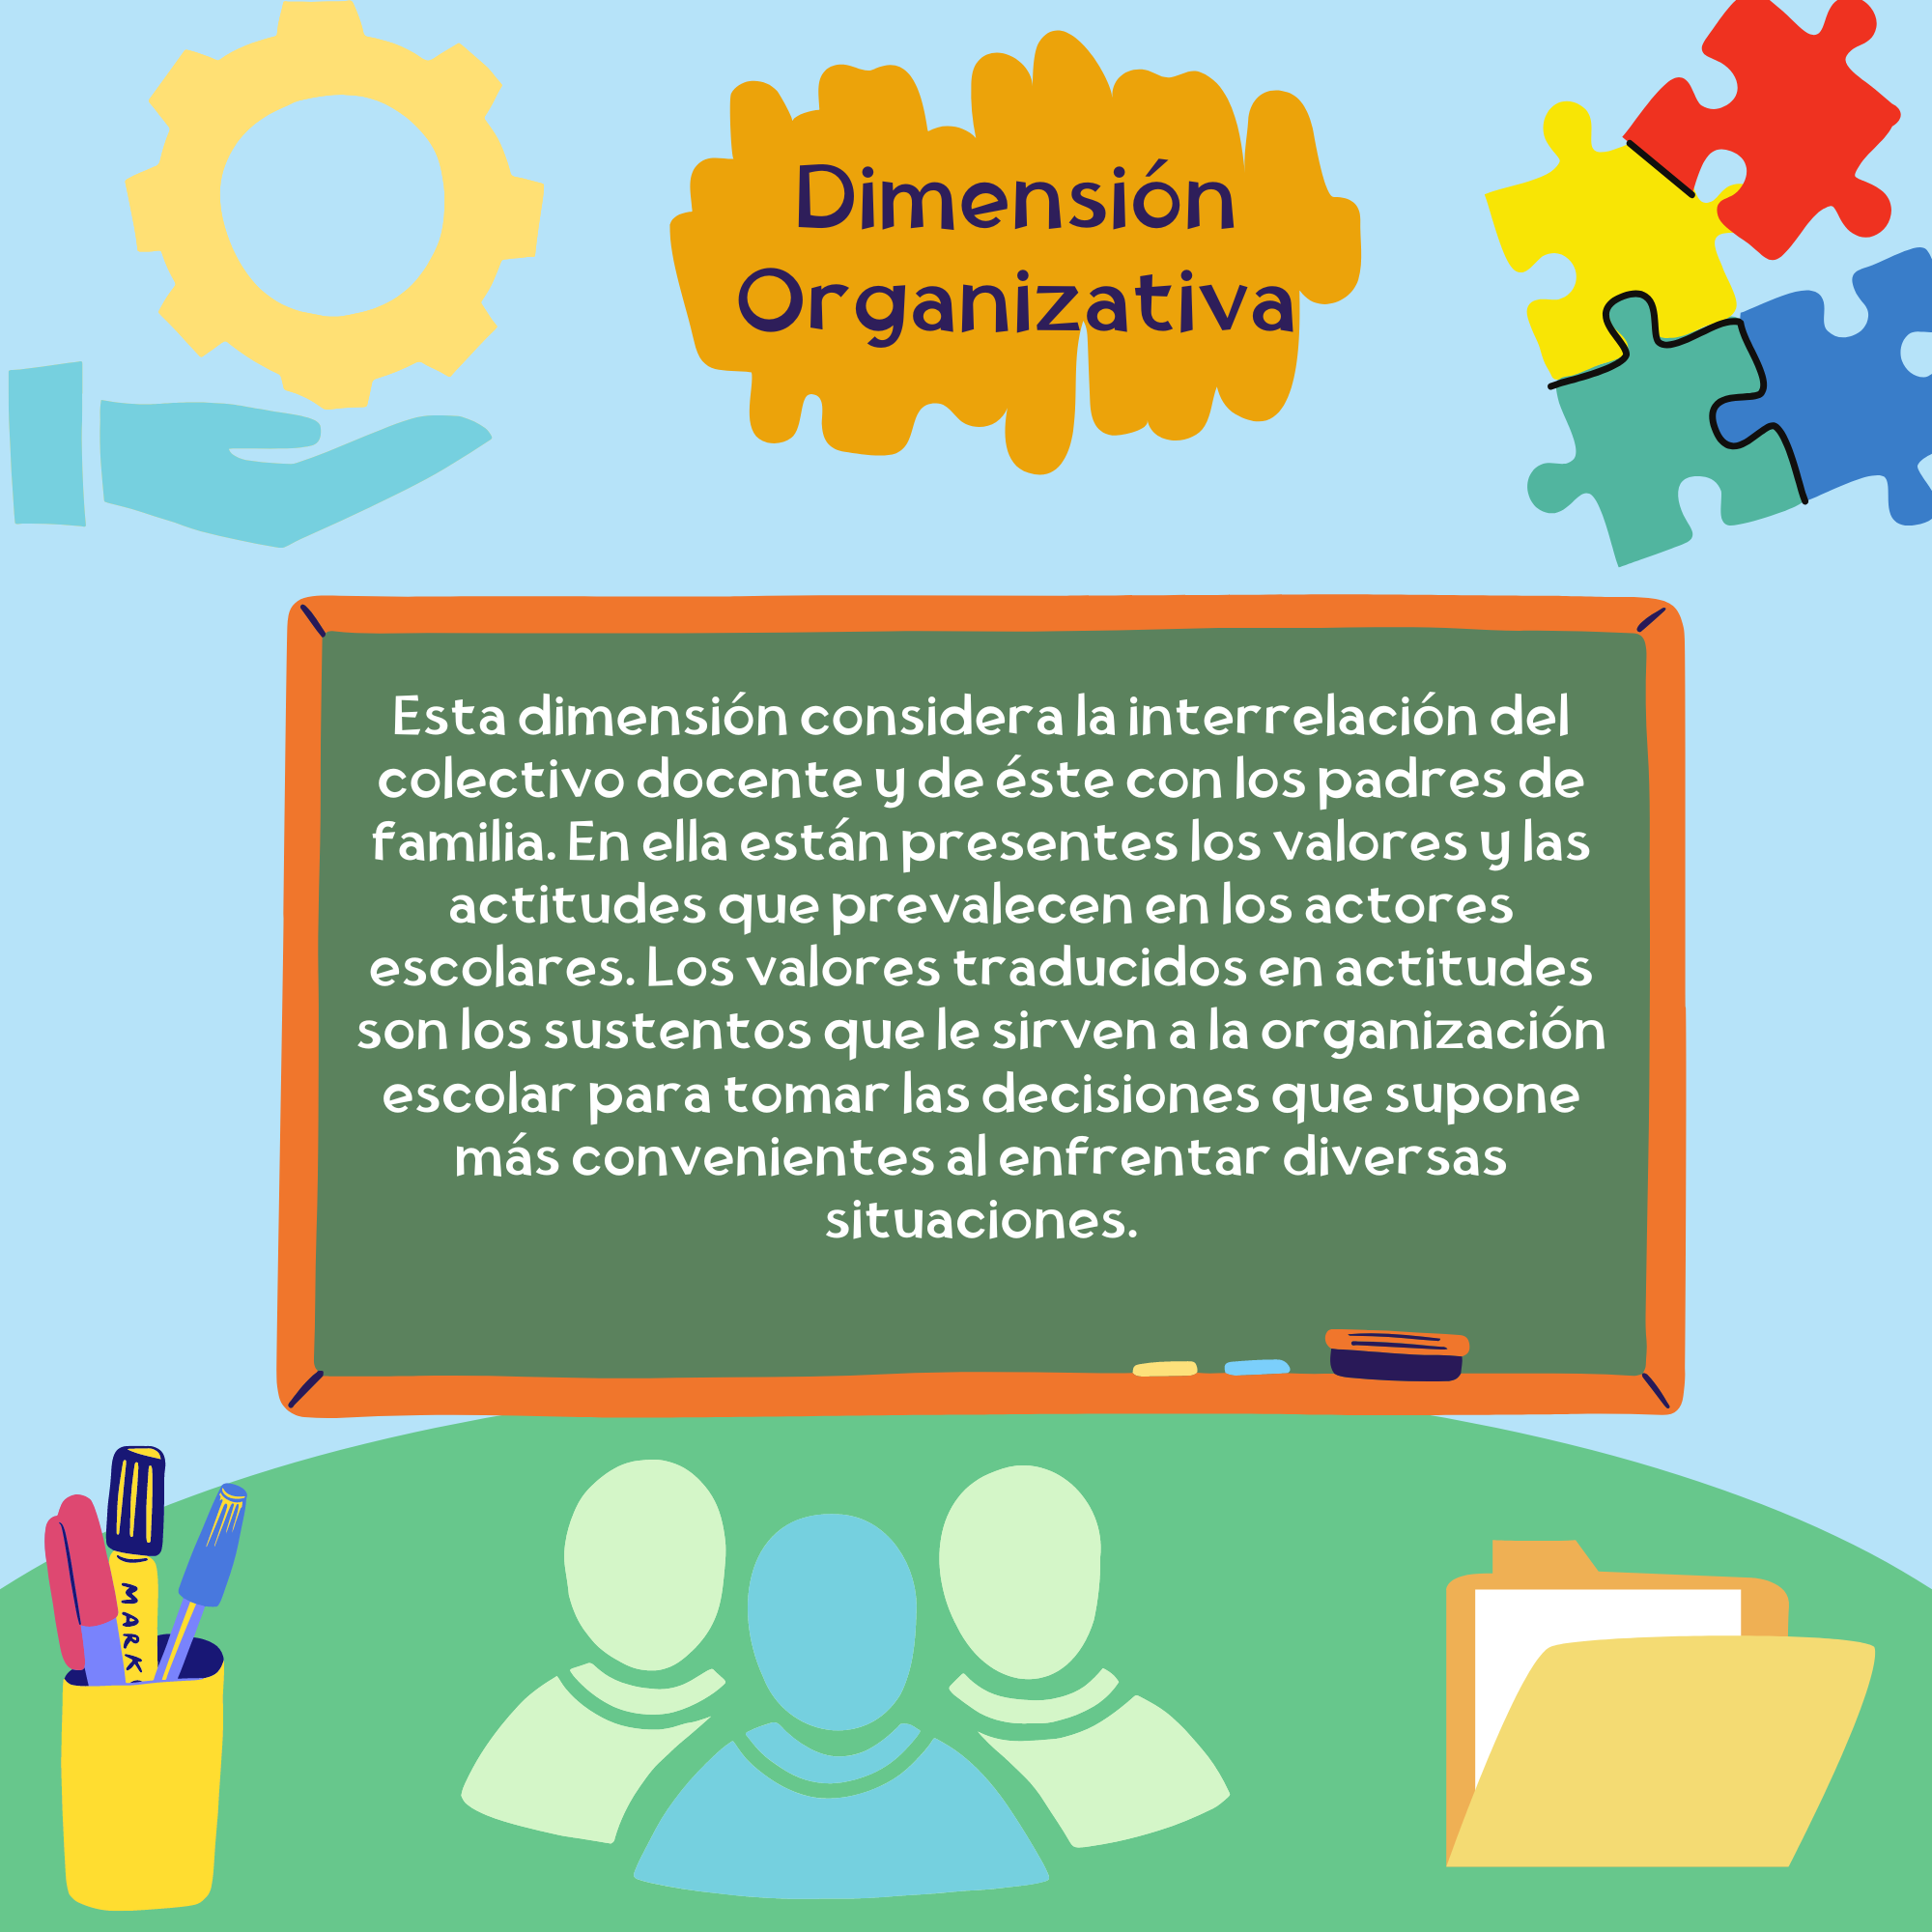 Dimensión
Organizativa
Esta dimensión considera la interrelación del
colectivo docente y de éste con los padres de
familia. En ella están presentes los valores y las
actitudes que prevalecen en los actores
escolares. Los valores traducidos en actitudes
son los sustentos que le sirven a la organización
escolar para tomar las decisiones que supone
más convenientes al enfrentar diversas
situaciones.